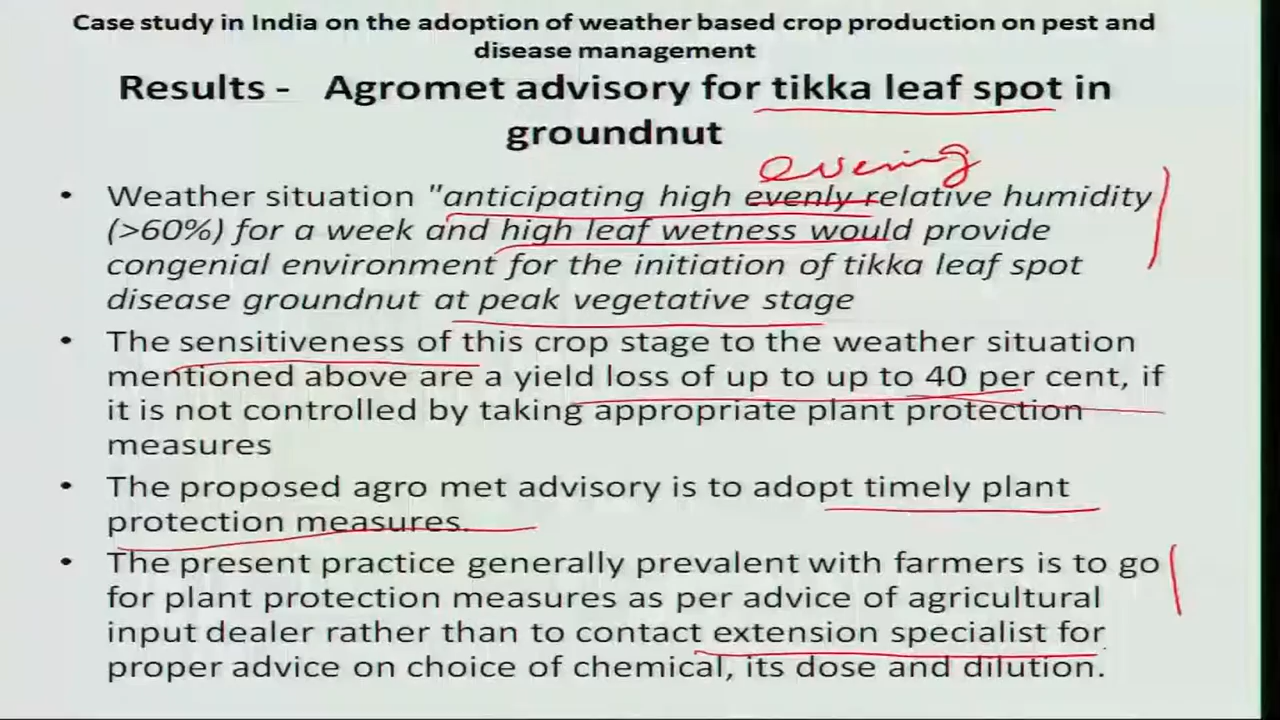 Case study in India on the adoption of weather based crop production on pest and
disease management
Results - Agromet advisory for tikka leaf spot in
groundnut
evening
• Weather situation "anticipating high evenly relative humidity
(>60%) for a week and high leaf wetness would provide
congenial environment for the initiation of tikka leaf spot
disease groundnut at peak vegetative stage
• The sensitiveness of this crop stage to the weather situation
mentioned above are a yield loss of up to up to 40 per cent, if
it is not controlled by taking appropriate plant protection
measures
• The proposed agro met advisory is to adopt timely plant
protection measures.
• The present practice generally prevalent with farmers is to go
for plant protection measures as per advice of agricultural
input dealer rather than to contact extension specialist for
proper advice on choice of chemical, its dose and dilution.